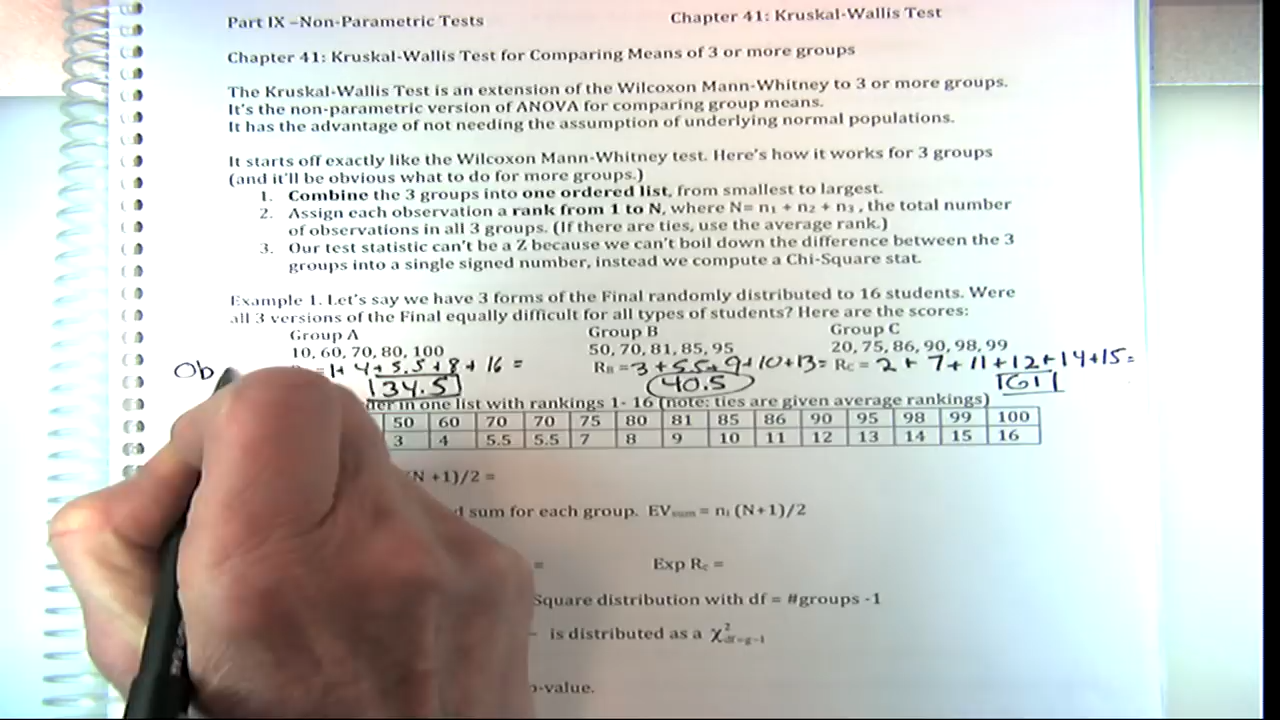 Part IX –Non-Parametric Tests Chapter 41: Kruskal-Wallis Test
Chapter 41: Kruskal-Wallis Test for Comparing Means of 3 or more groups
The Kruskal-Wallis Test is an extension of the Wilcoxon Mann-Whitney to 3 or more groups.
It's the non-parametric version of ANOVA for comparing group means.
It has the advantage of not needing the assumption of underlying normal populations.
It starts off exactly like the Wilcoxon Mann-Whitney test. Here's how it works for 3 groups
(and it'll be obvious what to do for more groups.)
1. Combine the 3 groups into one ordered list, from smallest to largest.
2. Assign each observation a rank from 1 to N, where N= n₁ + n₂ + n₃ , the total number
of observations in all 3 groups. (If there are ties, use the average rank.)
3. Our test statistic can't be a Z because we can't boil down the difference between the 3
groups into a single signed number, instead we compute a Chi-Square stat.
Example 1. Let's say we have 3 forms of the Final randomly distributed to 16 students. Were
all 3 versions of the Final equally difficult for all types of students? Here are the scores:
Group A Group B Group C
10, 60, 70, 80, 100 50, 70, 81, 85, 95 20, 75, 86, 90, 98, 99
Ob = 1 + 4 + 5.5 + 8 + 16 = R_B = 3 + 5.5 + 9 + 10 + 13 = R_C = 2 + 7 + 11 + 12 + 14 + 15 =
34.5 40.5 61
in one list with rankings 1- 16 (note: ties are given average rankings)
50 60 70 70 75 80 81 85 86 90 95 98 99 100
3 4 5.5 5.5 7 8 9 10 11 12 13 14 15 16
N +1)/2 =
sum for each group. EV_sum = n_i (N+1)/2
= Exp R_c =
Square distribution with df = #groups -1
is distributed as a χ²_df=g-1
-value.